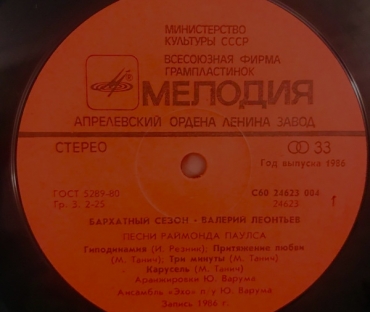 МИНИСТЕРСТВО
КУЛЬТУРЫ СССР
ВСЕСОЮЗНАЯ ФИРМА
ГРАМПЛАСТИНОК
МЕЛОДИЯ
АПРЕЛЕВСКИЙ ОРДЕНА ЛЕНИНА ЗАВОД
СТЕРЕО 33
Год выпуска 1986
ГОСТ 5289-80 С60 24623 004
Гр. 3. 2-25 24623 1
БАРХАТНЫЙ СЕЗОН - ВАЛЕРИЙ ЛЕОНТЬЕВ
ПЕСНИ РАЙМОНДА ПАУЛСА
Гиподинамия (И. Резник); Притяжение любви
(М. Танич); Три минуты (М. Танич);
Карусель (М. Танич)
Аранжировки Ю. Варума
Ансамбль «Эхо» п/у Ю. Варума
Запись 1986 г.